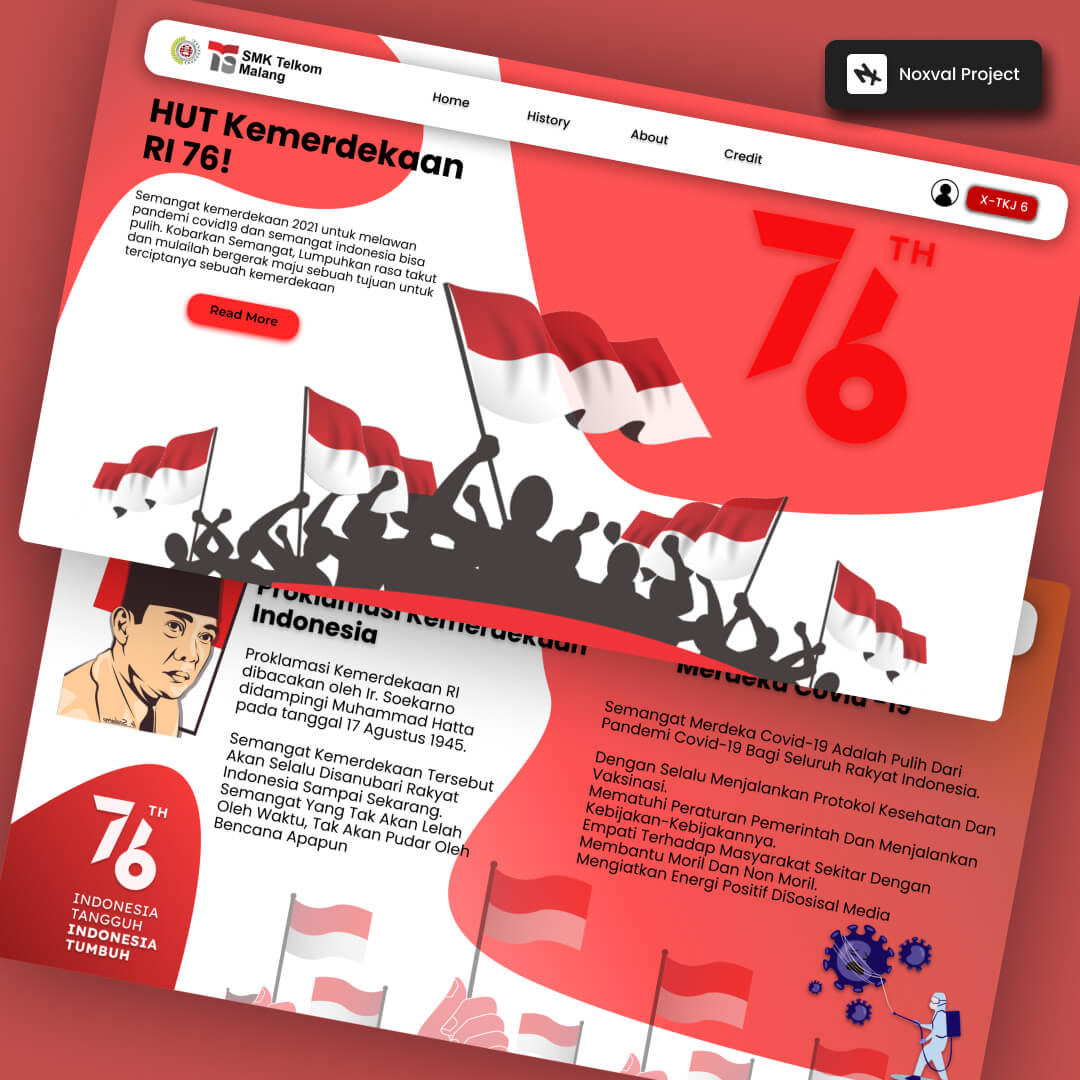 SMK Telkom
Malang
Home
History
About
Credit
X-TKJ 6
Noxval Project
HUT Kemerdekaan
RI 76!
Semangat kemerdekaan 2021 untuk melawan
pandemi covid19 dan semangat indonesia bisa
pulih. Kobarkan Semangat, Lumpuhkan rasa takut
dan mulailah bergerak maju sebuah tujuan untuk
terciptanya sebuah kemerdekaan
Read More
76 TH
Proklamasi Kemerdekaan
Indonesia
Proklamasi Kemerdekaan RI
dibacakan oleh Ir. Soekarno
didampingi Muhammad Hatta
pada tanggal 17 Agustus 1945.
Semangat Kemerdekaan Tersebut
Akan Selalu Disanubari Rakyat
Indonesia Sampai Sekarang.
Semangat Yang Tak Akan Lelah
Oleh Waktu, Tak Akan Pudar Oleh
Bencana Apapun
76 TH
INDONESIA
TANGGUH
INDONESIA
TUMBUH
Merdeka Covid -19
Semangat Merdeka Covid-19 Adalah Pulih Dari
Pandemi Covid-19 Bagi Seluruh Rakyat Indonesia.
Dengan Selalu Menjalankan Protokol Kesehatan Dan
Vaksinasi.
Mematuhi Peraturan Pemerintah Dan Menjalankan
Kebijakan-Kebijakannya.
Empati Terhadap Masyarakat Sekitar Dengan
Membantu Moril Dan Non Moril.
Mengiatkan Energi Positif DiSosisal Media